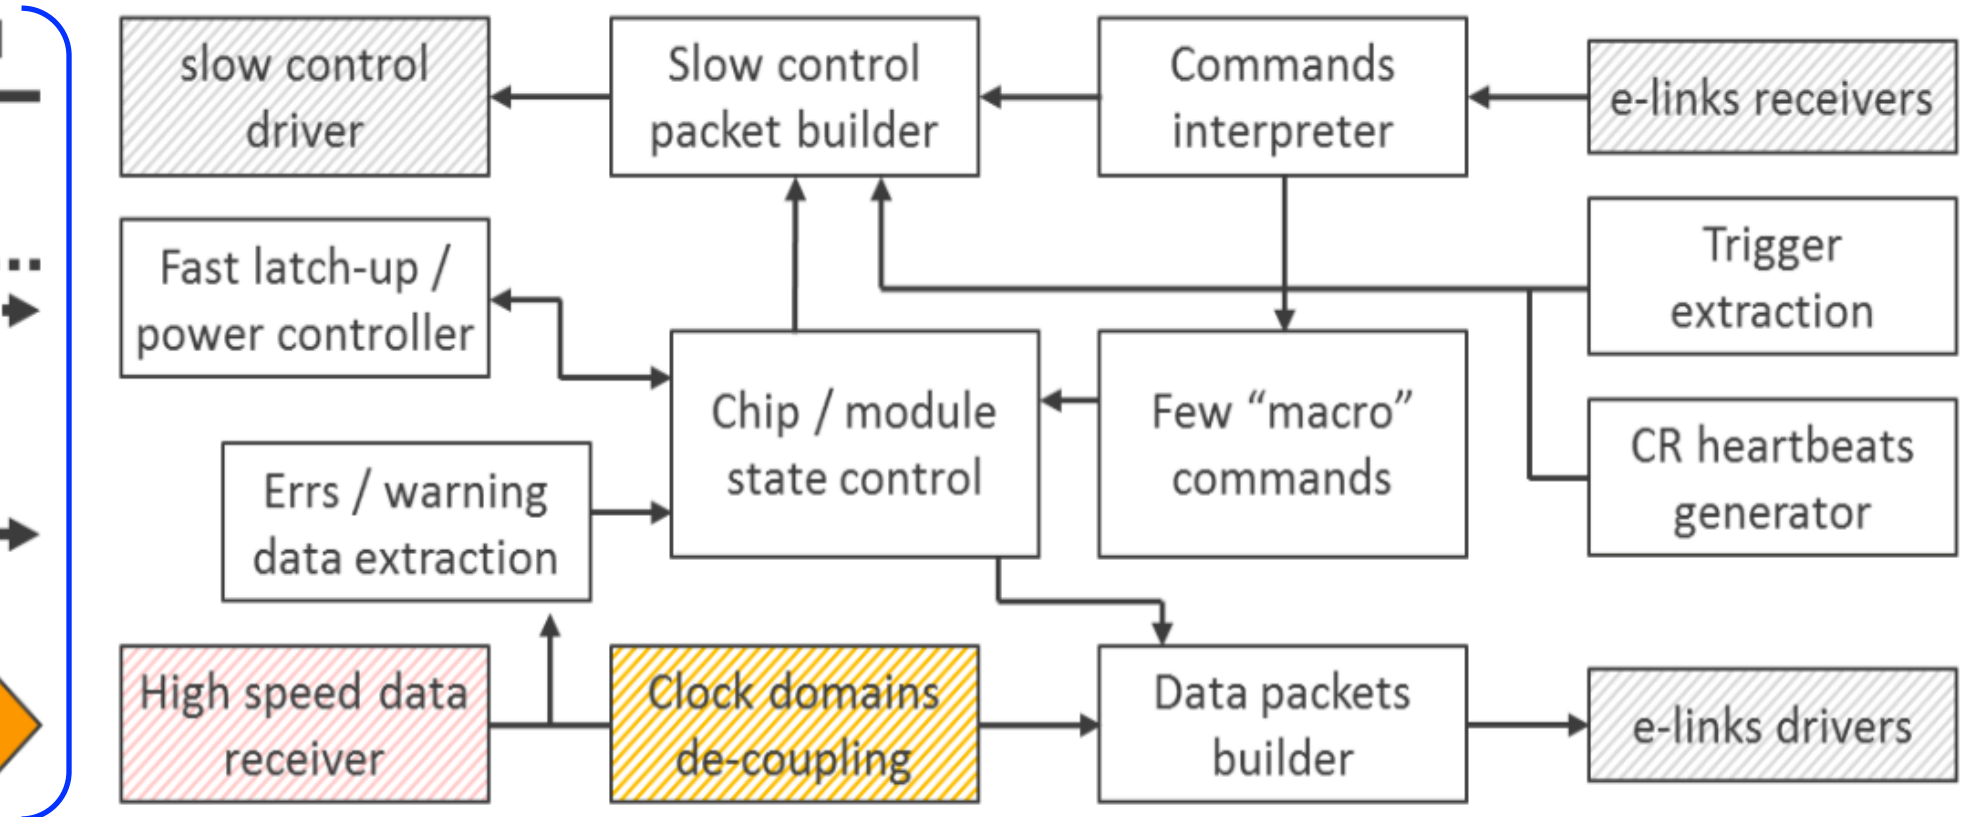 slow control
driver
Slow control
packet builder
Commands
interpreter
e-links receivers
Fast latch-up /
power controller
Trigger
extraction
Chip / module
state control
Few “macro”
commands
CR heartbeats
generator
Errs / warning
data extraction
High speed data
receiver
Clock domains
de-coupling
Data packets
builder
e-links drivers